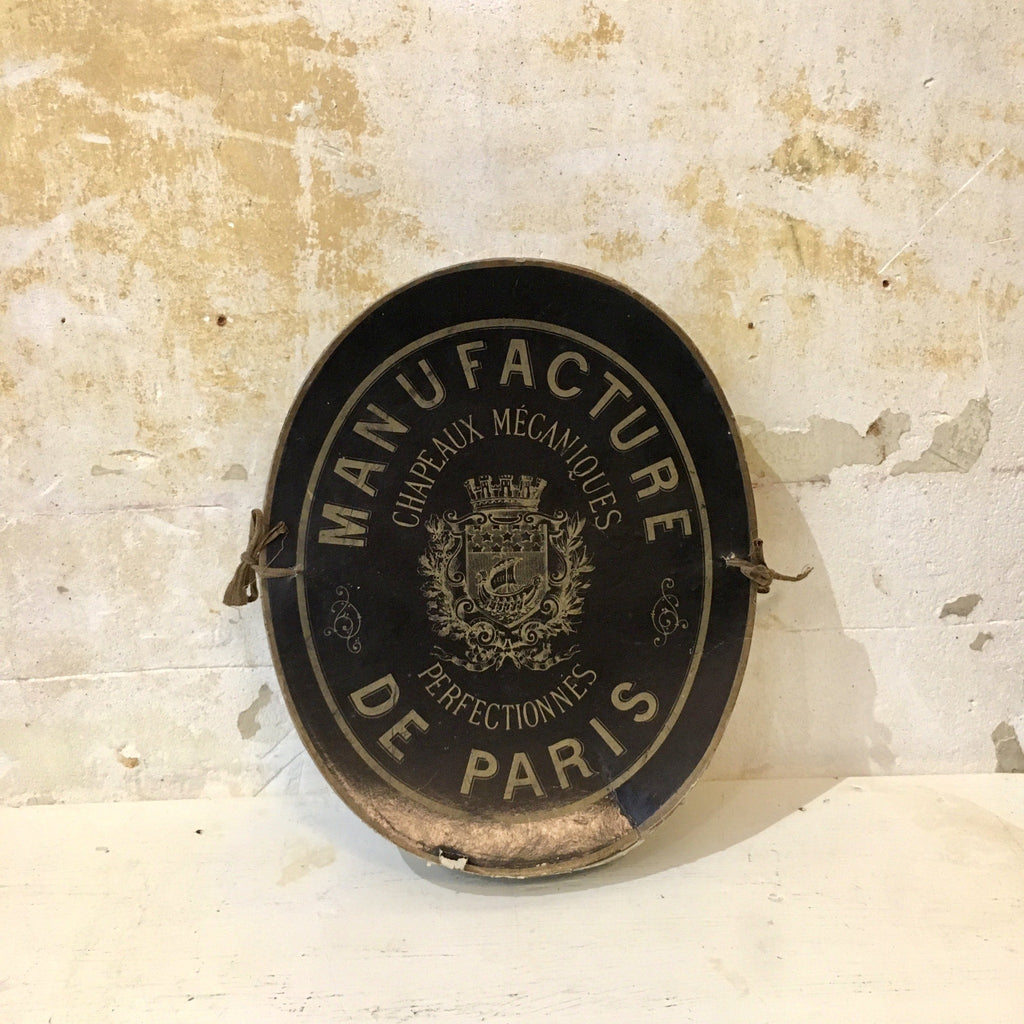 MANUFACTURE
CHAPEAUX MÉCANIQUES
PERFECTIONNES
DE PARIS